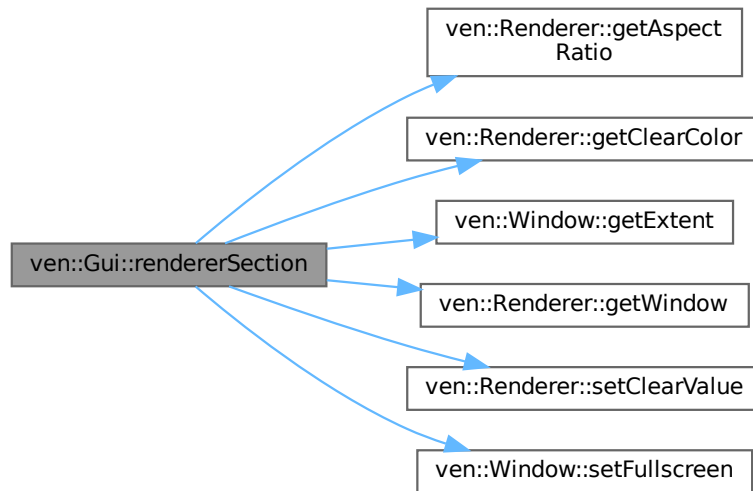 ven::Renderer::getAspect
Ratio
ven::Renderer::getClearColor
ven::Window::getExtent
ven::Gui::rendererSection
ven::Renderer::getWindow
ven::Renderer::setClearValue
ven::Window::setFullscreen